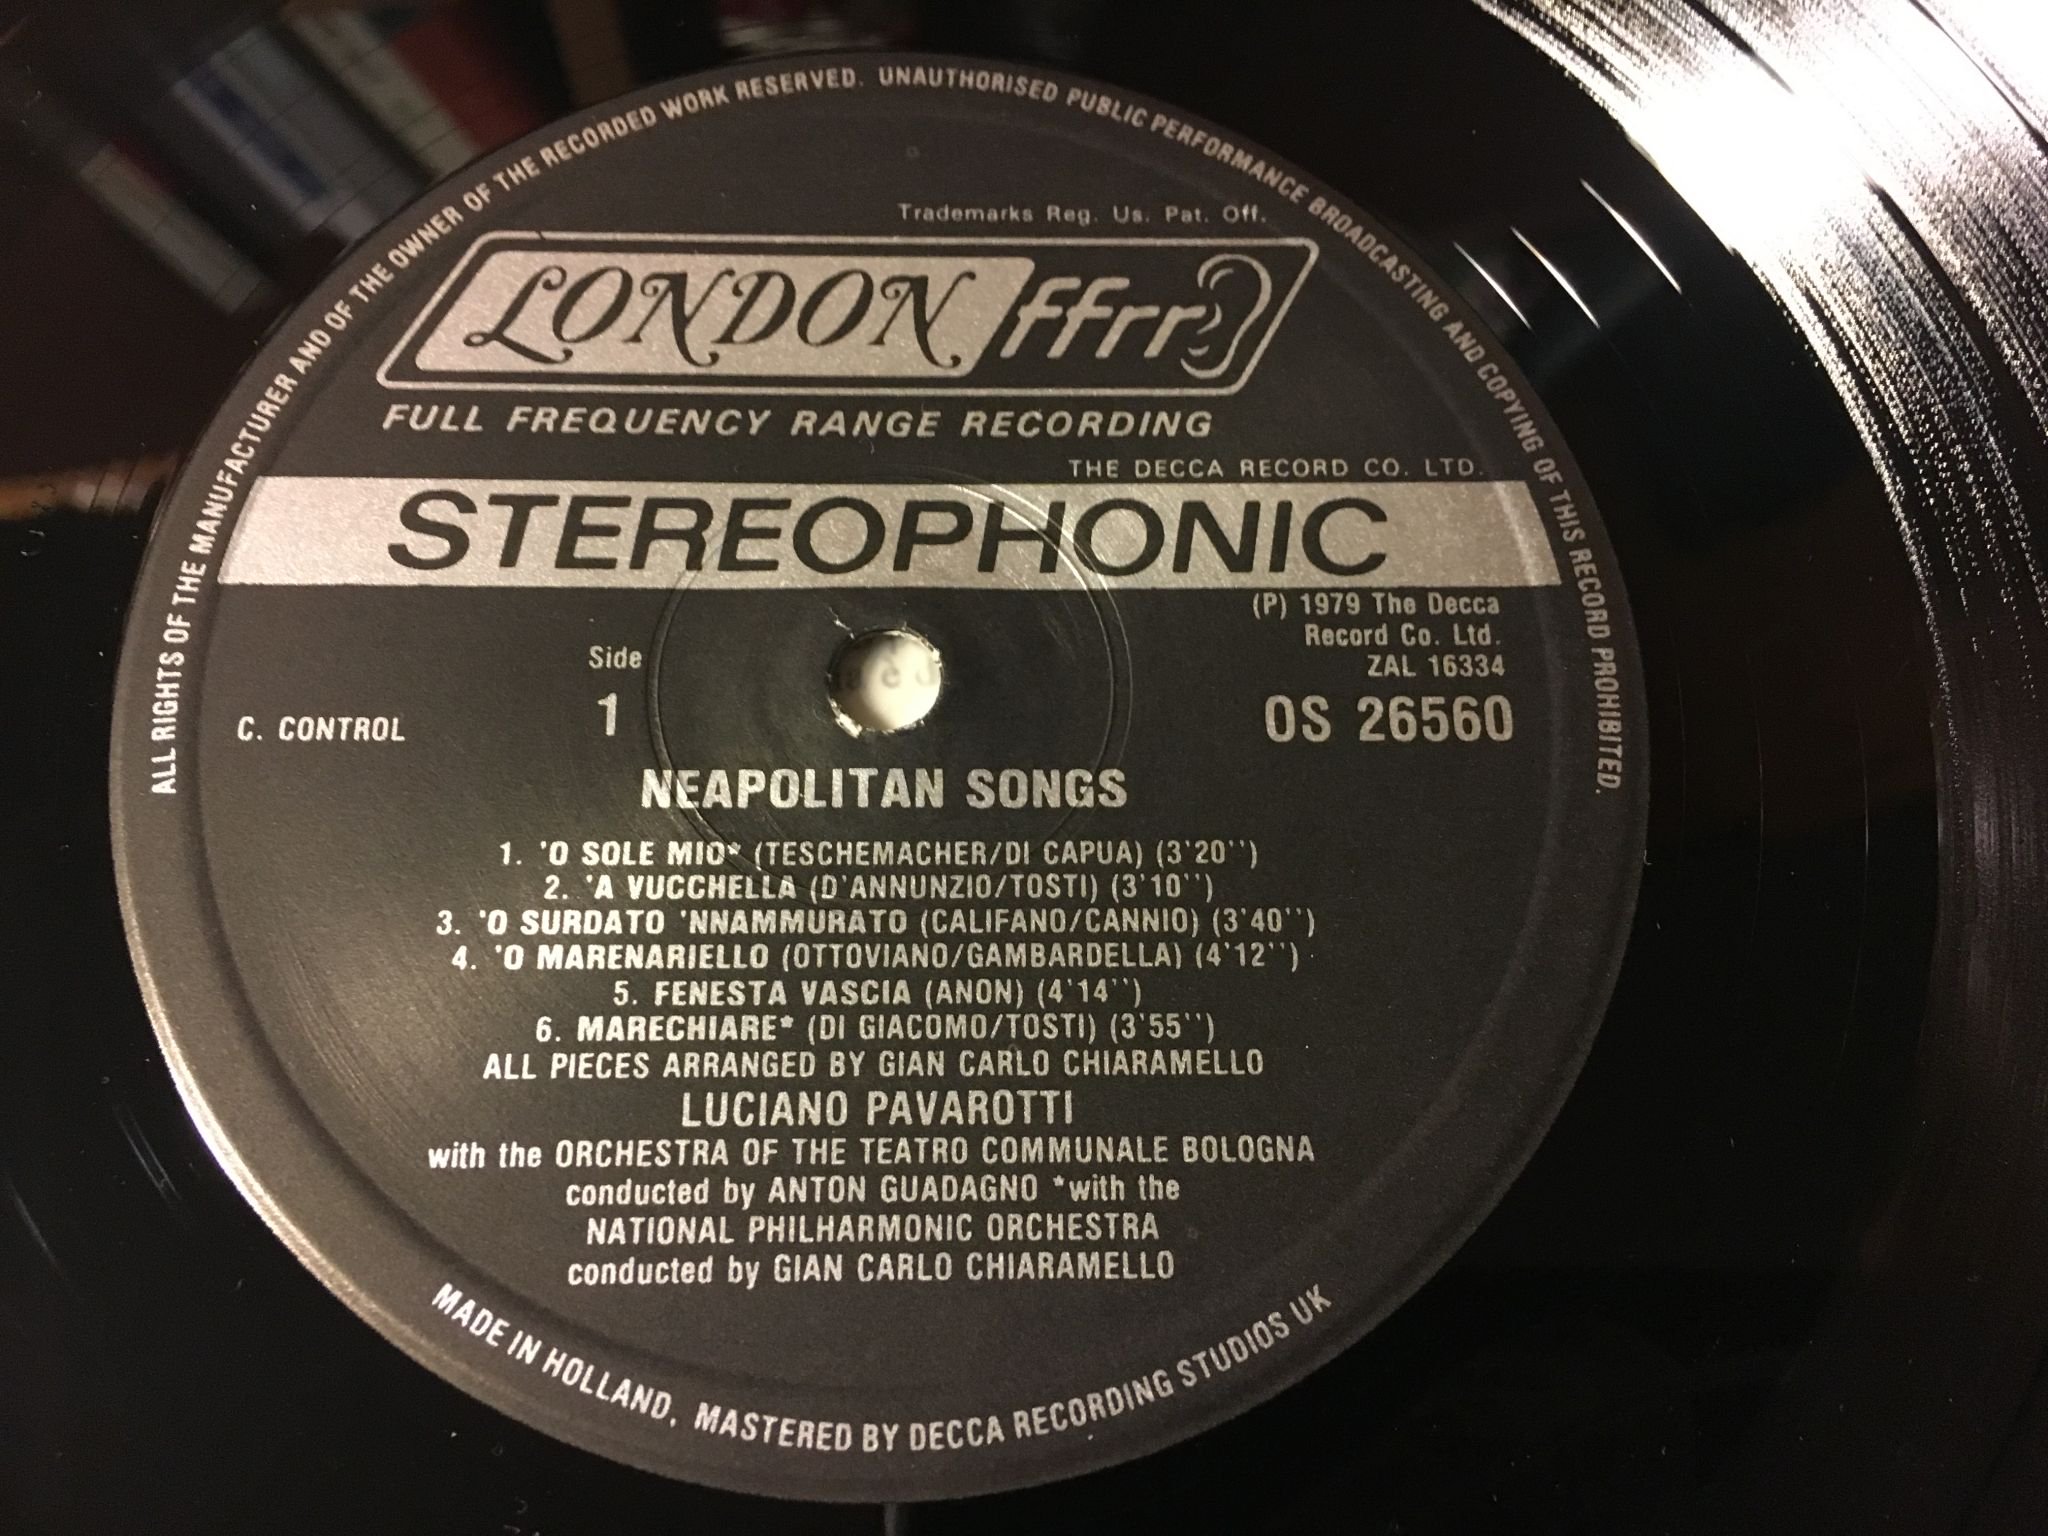 ALL RIGHTS OF THE MANUFACTURER AND OF THE OWNER OF THE RECORDED WORK RESERVED. UNAUTHORISED PUBLIC PERFORMANCE BROADCASTING AND COPYING OF THIS RECORD PROHIBITED.
Trademarks Reg. Us. Pat. Off.
LONDON ffrr
FULL FREQUENCY RANGE RECORDING
THE DECCA RECORD CO. LTD.
STEREOPHONIC
(P) 1979 The Decca
Record Co. Ltd.
Side
ZAL 16334
C. CONTROL 1 OS 26560
NEAPOLITAN SONGS
1. 'O SOLE MIO* (TESCHEMACHER/DI CAPUA) (3'20'')
2. 'A VUCCHELLA (D'ANNUNZIO/TOSTI) (3'10'')
3. 'O SURDATO 'NNAMMURATO (CALIFANO/CANNIO) (3'40'')
4. 'O MARENARIELLO (OTTOVIANO/GAMBARDELLA) (4'12'')
5. FENESTA VASCIA (ANON) (4'14'')
6. MARECHIARE* (DI GIACOMO/TOSTI) (3'55'')
ALL PIECES ARRANGED BY GIAN CARLO CHIARAMELLO
LUCIANO PAVAROTTI
with the ORCHESTRA OF THE TEATRO COMMUNALE BOLOGNA
conducted by ANTON GUADAGNO *with the
NATIONAL PHILHARMONIC ORCHESTRA
conducted by GIAN CARLO CHIARAMELLO
MADE IN HOLLAND, MASTERED BY DECCA RECORDING STUDIOS UK